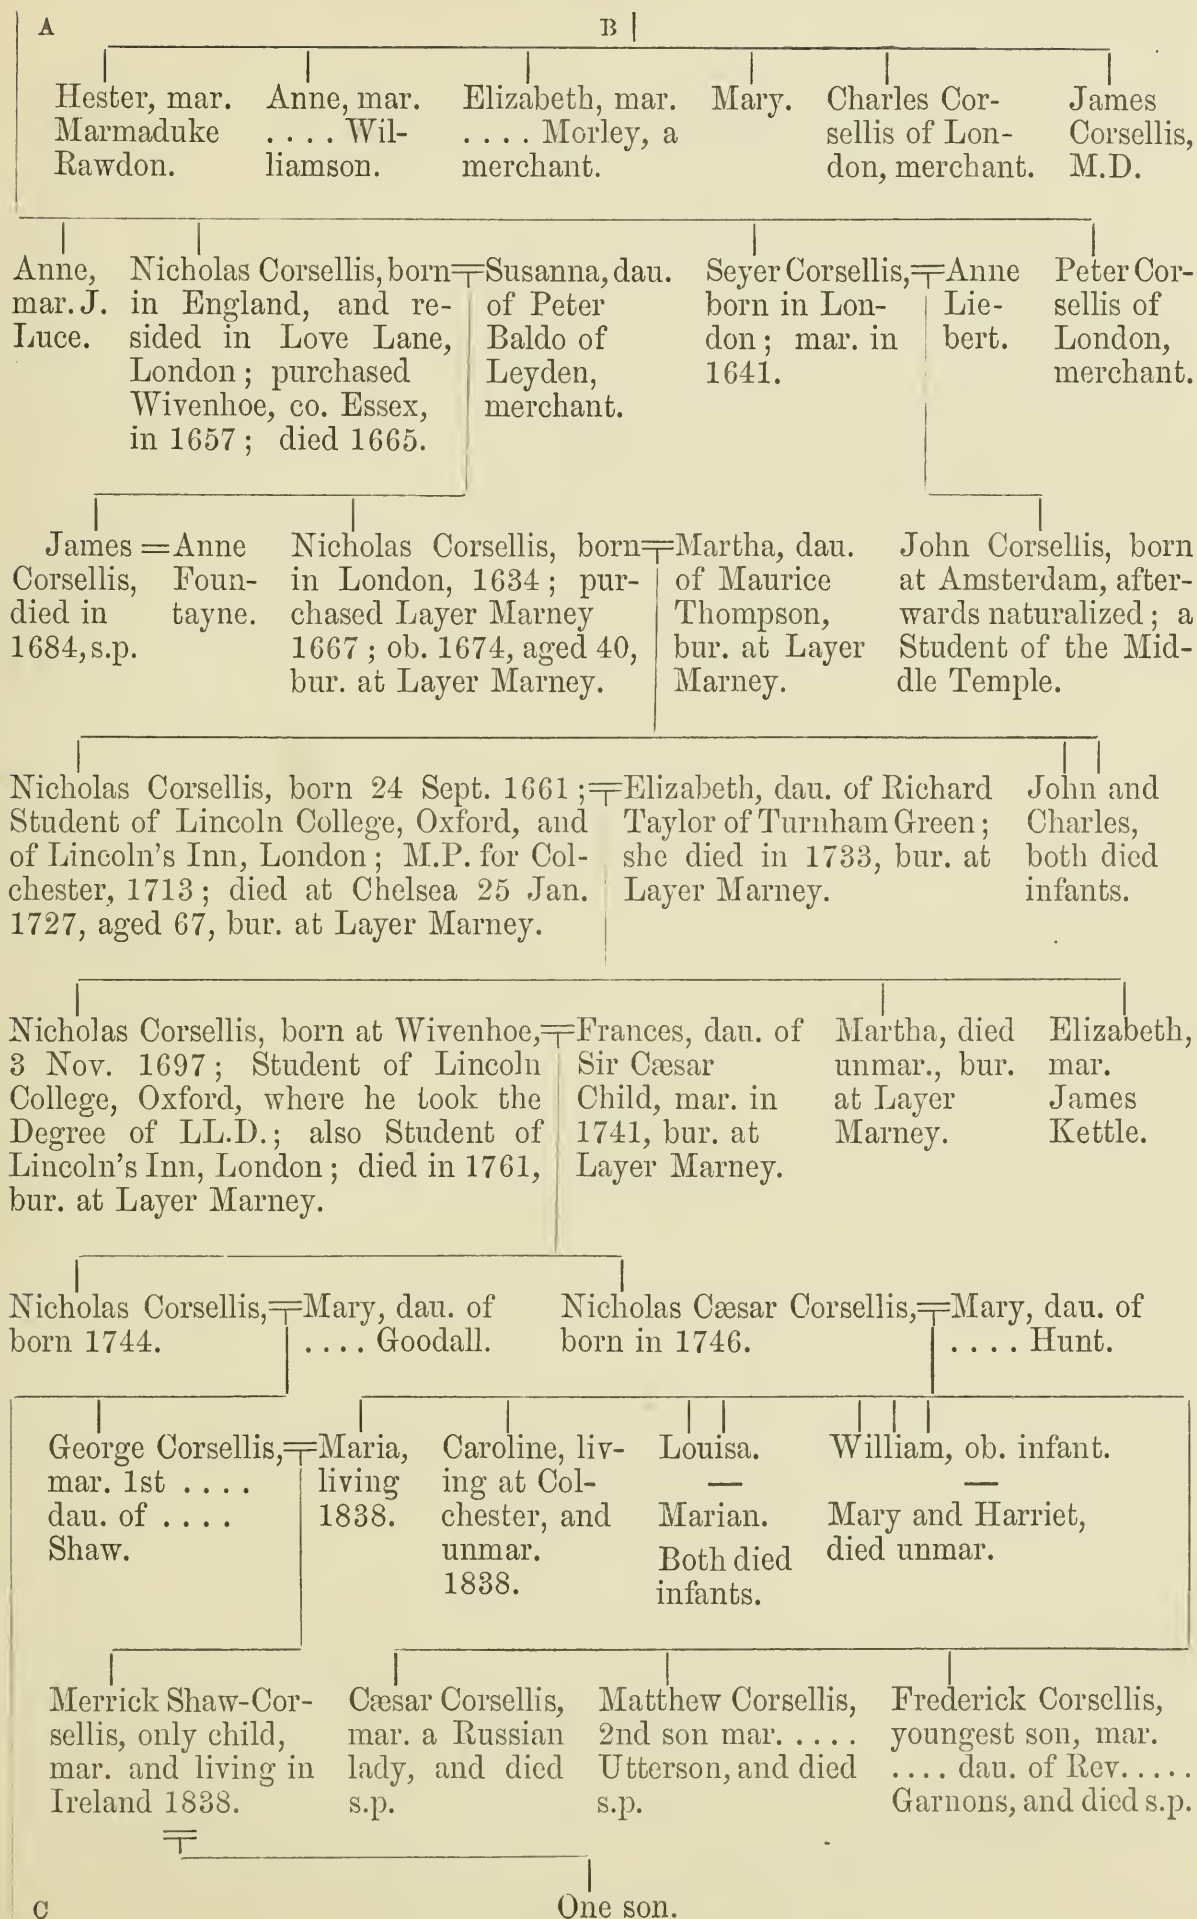 A
B
Hester, mar.
Marmaduke
Rawdon.
Anne, mar.
.... Wil-
liamson.
Elizabeth, mar.
.... Morley, a
merchant.
Mary.
Charles Cor-
sellis of Lon-
don, merchant.
James
Corsellis,
M.D.
Anne,
mar. J.
Luce.
Nicholas Corsellis, born
in England, and re-
sided in Love Lane,
London; purchased
Wivenhoe, co. Essex,
in 1657; died 1665.
Susanna, dau.
of Peter
Baldo of
Leyden,
merchant.
Seyer Corsellis,
born in Lon-
don; mar. in
1641.
Anne
Lie-
bert.
Peter Cor-
sellis of
London,
merchant.
James
Corsellis,
died in
1684, s.p.
Anne
Foun-
tayne.
Nicholas Corsellis, born
in London, 1634; pur-
chased Layer Marney
1667; ob. 1674, aged 40,
bur. at Layer Marney.
Martha, dau.
of Maurice
Thompson,
bur. at Layer
Marney.
John Corsellis, born
at Amsterdam, after-
wards naturalized; a
Student of the Mid-
dle Temple.
Nicholas Corsellis, born 24 Sept. 1661;
Student of Lincoln College, Oxford, and
of Lincoln's Inn, London; M.P. for Col-
chester, 1713; died at Chelsea 25 Jan.
1727, aged 67, bur. at Layer Marney.
Elizabeth, dau. of Richard
Taylor of Turnham Green;
she died in 1733, bur. at
Layer Marney.
John and
Charles,
both died
infants.
Nicholas Corsellis, born at Wivenhoe,
3 Nov. 1697; Student of Lincoln
College, Oxford, where he took the
Degree of LL.D.; also Student of
Lincoln's Inn, London; died in 1761,
bur. at Layer Marney.
Frances, dau. of
Sir Cæsar
Child, mar. in
1741, bur. at
Layer Marney.
Martha, died
unmar., bur.
at Layer
Marney.
Elizabeth,
mar.
James
Kettle.
Nicholas Corsellis,
born 1744.
Mary, dau. of
.... Goodall.
Nicholas Cæsar Corsellis,
born in 1746.
Mary, dau. of
.... Hunt.
George Corsellis,
mar. 1st ....
dau. of ....
Shaw.
Maria,
living
1838.
Caroline, liv-
ing at Col-
chester, and
unmar.
1838.
Louisa.
—
Marian.
Both died
infants.
William, ob. infant.
—
Mary and Harriet,
died unmar.
Merrick Shaw-Cor-
sellis, only child,
mar. and living in
Ireland 1838.
Cæsar Corsellis,
mar. a Russian
lady, and died
s.p.
Matthew Corsellis,
2nd son mar. ....
Utterson, and died
s.p.
Frederick Corsellis,
youngest son, mar.
.... dau. of Rev. ....
Garnons, and died s.p.
C
One son.